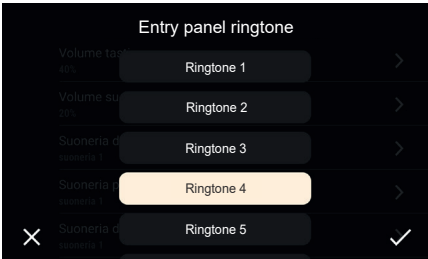 Entry panel ringtone
Volume tas
40%
Ringtone 1
Volume su
20%
Ringtone 2
Suoneria d
suoneria 1
Ringtone 3
Suoneria p
suoneria 1
Ringtone 4
Suoneria d
suoneria 1
Ringtone 5